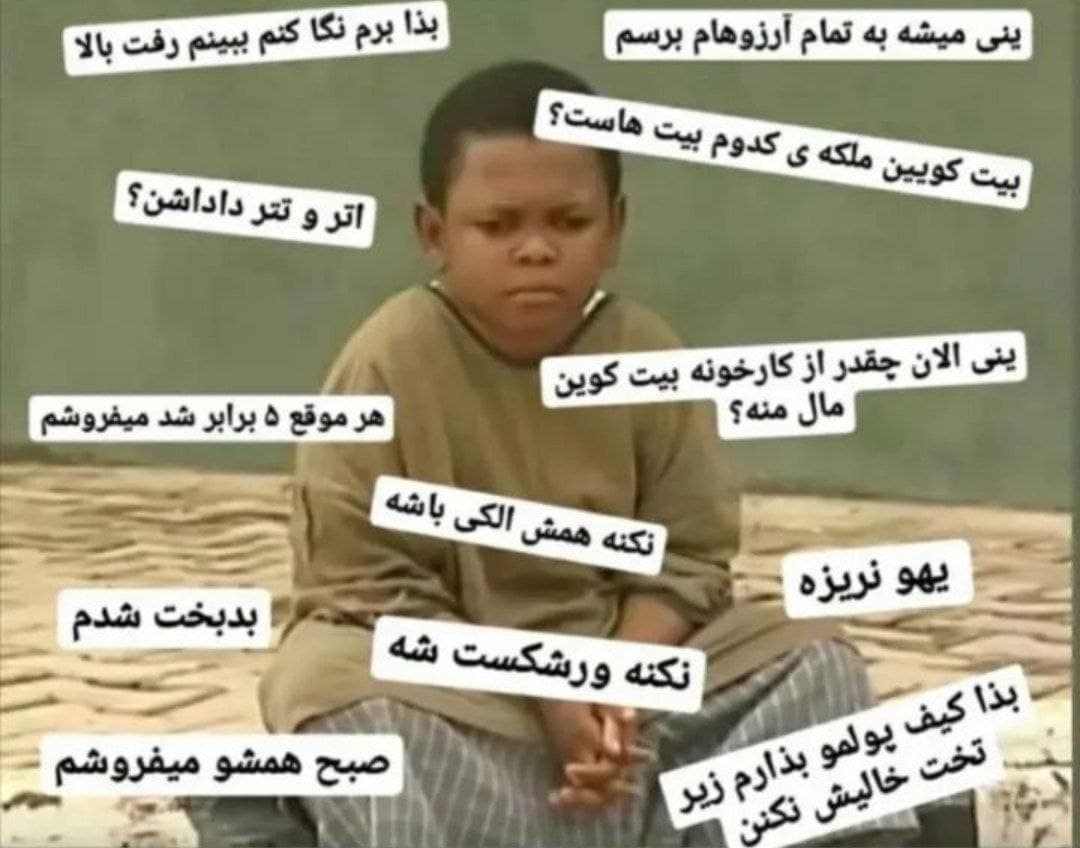 ینی میشه به تمام آرزوهام برسم
بذا برم نگا کنم ببینم رفت بالا
بیت کویین ملکه ی کدوم بیت هاست؟
اتر و تتر داداشن؟
ینی الان چقدر از کارخونه بیت کوین
مال منه؟
هر موقع ۵ برابر شد میفروشم
نکنه همش الکی باشه
یهو نریزه
بدبخت شدم
نکنه ورشکست شه
بذا کیف پولمو بذارم زیر
تخت خالیش نکنن
صبح همشو میفروشم